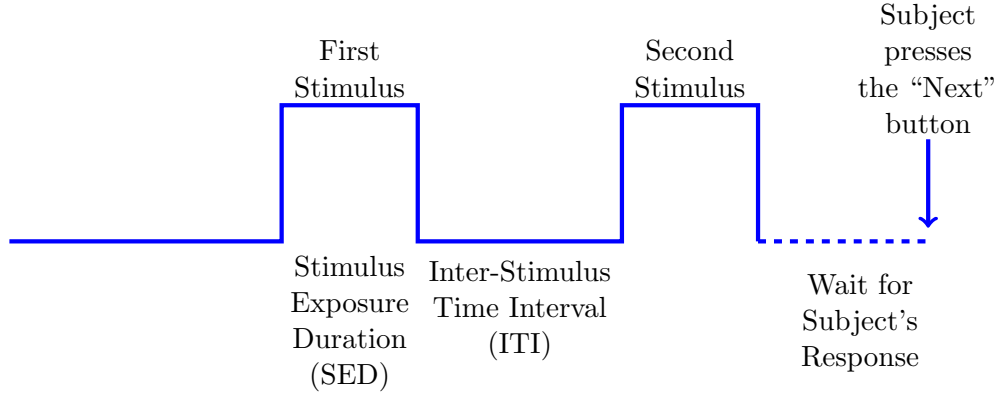 First
Stimulus
Second
Stimulus
Subject
presses
the “Next”
button
Stimulus
Exposure
Duration
(SED)
Inter-Stimulus
Time Interval
(ITI)
Wait for
Subject's
Response